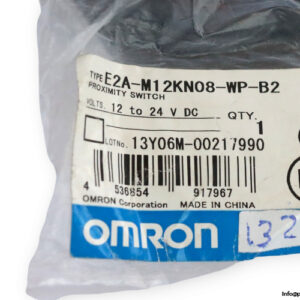 TYPE E2A-M12KN08-WP-B2
PROXIMITY SWITCH
VOLTS. 12 to 24 V DC QTY.
1
LOT No. 13Y06M-00217990
4 536854 917967
OMRON Corporation MADE IN CHINA
OMRON
132